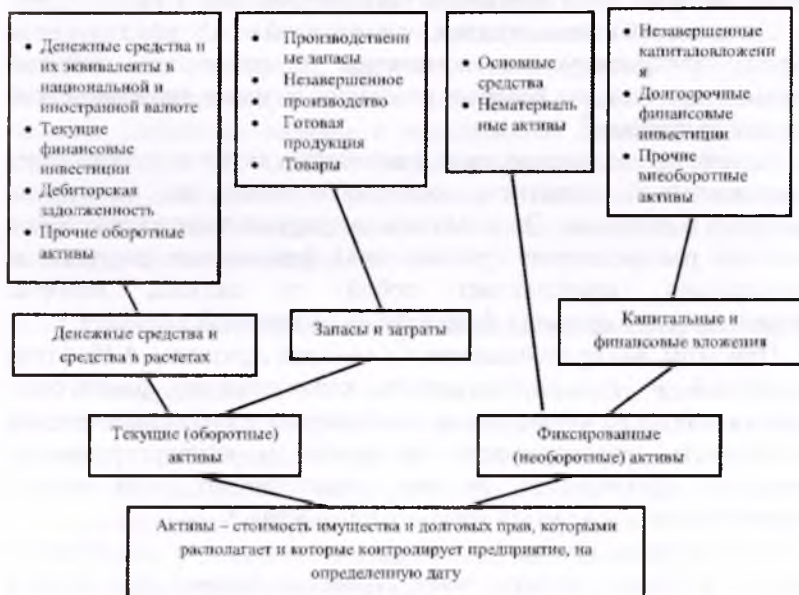 • Денежные средства и
их эквиваленты в
национальной и
иностранной валюте
• Текущие
финансовые
инвестиции
• Дебиторская
задолженность
• Прочие оборотные
активы
• Производствен
ные запасы
• Незавершенное
производство
• Готовая
продукция
• Товары
• Основные
средства
• Нематериаль
ные активы
• Незавершенные
капиталовложени
я
• Долгосрочные
финансовые
инвестиции
• Прочие
внеоборотные
активы
Денежные средства и
средства в расчетах
Запасы и затраты
Капитальные и
финансовые вложения
Текущие (оборотные)
активы
Фиксированные
(необоротные) активы
Активы – стоимость имущества и долговых прав, которыми
располагает и которые контролирует предприятие, на
определенную дату